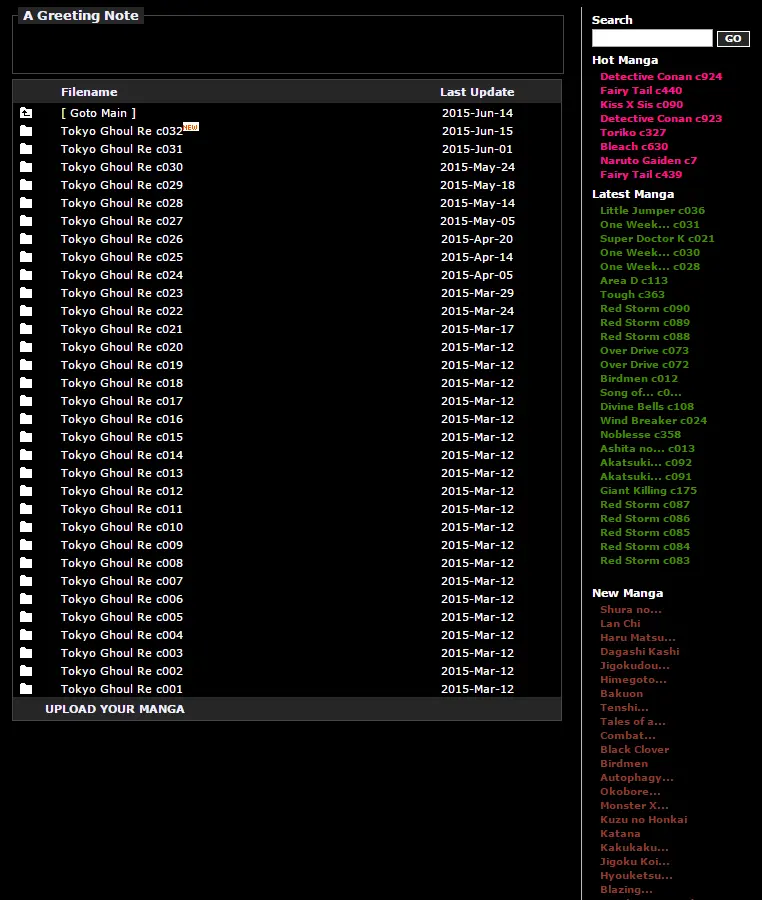 A Greeting Note
Filename Last Update
[ Goto Main ] 2015-Jun-14
Tokyo Ghoul Re c032 NEW 2015-Jun-15
Tokyo Ghoul Re c031 2015-Jun-01
Tokyo Ghoul Re c030 2015-May-24
Tokyo Ghoul Re c029 2015-May-18
Tokyo Ghoul Re c028 2015-May-14
Tokyo Ghoul Re c027 2015-May-05
Tokyo Ghoul Re c026 2015-Apr-20
Tokyo Ghoul Re c025 2015-Apr-14
Tokyo Ghoul Re c024 2015-Apr-05
Tokyo Ghoul Re c023 2015-Mar-29
Tokyo Ghoul Re c022 2015-Mar-24
Tokyo Ghoul Re c021 2015-Mar-17
Tokyo Ghoul Re c020 2015-Mar-12
Tokyo Ghoul Re c019 2015-Mar-12
Tokyo Ghoul Re c018 2015-Mar-12
Tokyo Ghoul Re c017 2015-Mar-12
Tokyo Ghoul Re c016 2015-Mar-12
Tokyo Ghoul Re c015 2015-Mar-12
Tokyo Ghoul Re c014 2015-Mar-12
Tokyo Ghoul Re c013 2015-Mar-12
Tokyo Ghoul Re c012 2015-Mar-12
Tokyo Ghoul Re c011 2015-Mar-12
Tokyo Ghoul Re c010 2015-Mar-12
Tokyo Ghoul Re c009 2015-Mar-12
Tokyo Ghoul Re c008 2015-Mar-12
Tokyo Ghoul Re c007 2015-Mar-12
Tokyo Ghoul Re c006 2015-Mar-12
Tokyo Ghoul Re c005 2015-Mar-12
Tokyo Ghoul Re c004 2015-Mar-12
Tokyo Ghoul Re c003 2015-Mar-12
Tokyo Ghoul Re c002 2015-Mar-12
Tokyo Ghoul Re c001 2015-Mar-12
UPLOAD YOUR MANGA
Search
GO
Hot Manga
Detective Conan c924
Fairy Tail c440
Kiss X Sis c090
Detective Conan c923
Toriko c327
Bleach c630
Naruto Gaiden c7
Fairy Tail c439
Latest Manga
Little Jumper c036
One Week... c031
Super Doctor K c021
One Week... c030
One Week... c028
Area D c113
Tough c363
Red Storm c090
Red Storm c089
Red Storm c088
Over Drive c073
Over Drive c072
Birdmen c012
Song of... c0...
Divine Bells c108
Wind Breaker c024
Noblesse c358
Ashita no... c013
Akatsuki... c092
Akatsuki... c091
Giant Killing c175
Red Storm c087
Red Storm c086
Red Storm c085
Red Storm c084
Red Storm c083
New Manga
Shura no...
Lan Chi
Haru Matsu...
Dagashi Kashi
Jigokudou...
Himegoto...
Bakuon
Tenshi...
Tales of a...
Combat...
Black Clover
Birdmen
Autophagy...
Okobore...
Monster X...
Kuzu no Honkai
Katana
Kakukaku...
Jigoku Koi...
Hyouketsu...
Blazing...